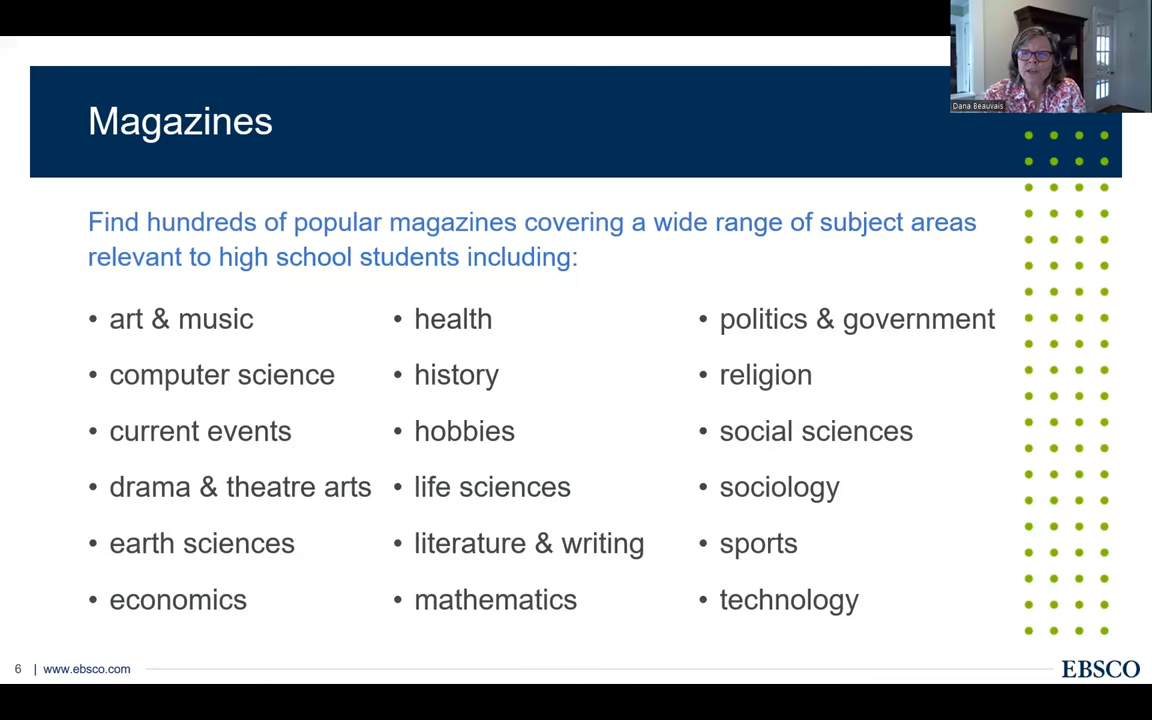 Dana Beauvais
Magazines
Find hundreds of popular magazines covering a wide range of subject areas
relevant to high school students including:
• art & music
• computer science
• current events
• drama & theatre arts
• earth sciences
• economics
• health
• history
• hobbies
• life sciences
• literature & writing
• mathematics
• politics & government
• religion
• social sciences
• sociology
• sports
• technology
6 | www.ebsco.com
EBSCO